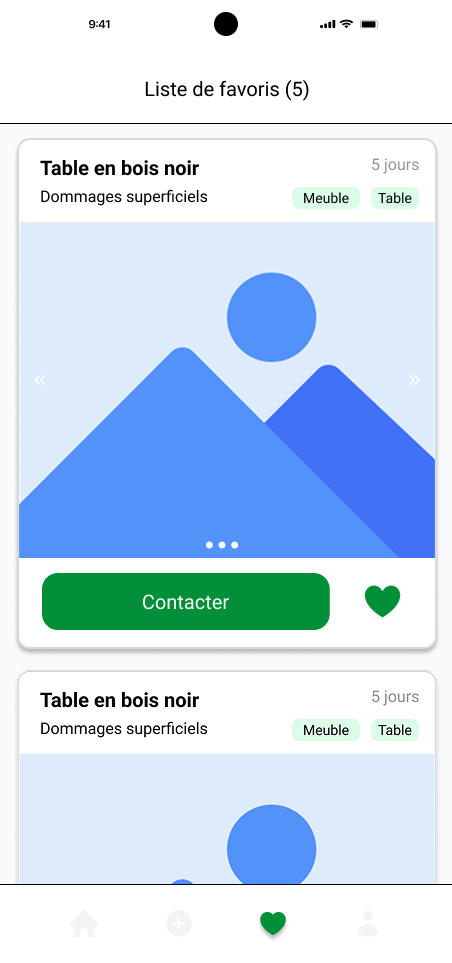 9:41
Liste de favoris (5)
Table en bois noir
5 jours
Dommages superficiels
Meuble
Table
«
»
Contacter
Table en bois noir
5 jours
Dommages superficiels
Meuble
Table